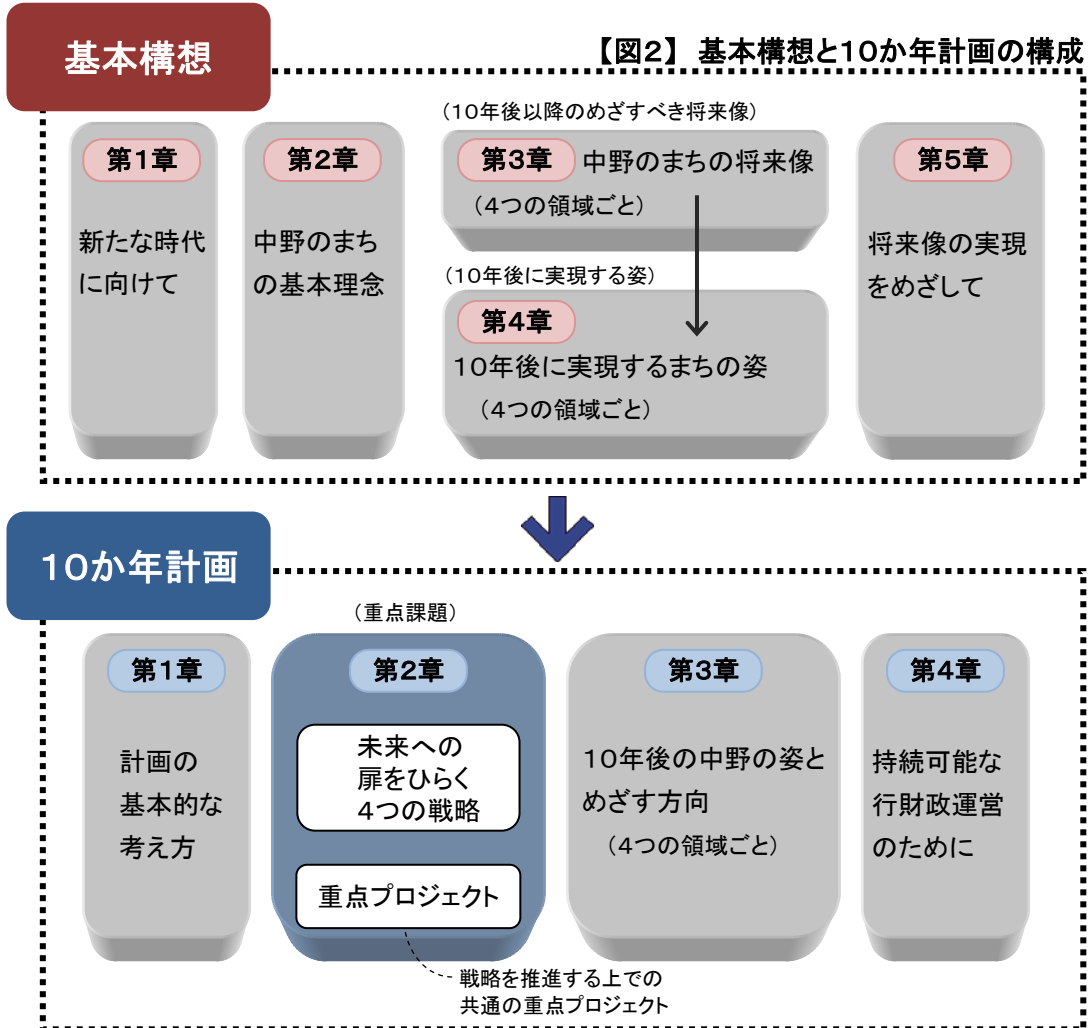 基本構想
【図2】 基本構想と10か年計画の構成
第1章
新たな時代
に向けて
第2章
中野のまち
の基本理念
(10年後以降のめざすべき将来像)
第3章 中野のまちの将来像
(4つの領域ごと)
(10年後に実現する姿)
第4章
10年後に実現するまちの姿
(4つの領域ごと)
第5章
将来像の実現
をめざして
10か年計画
第1章
計画の
基本的な
考え方
(重点課題)
第2章
未来への
扉をひらく
4つの戦略
重点プロジェクト
戦略を推進する上での
共通の重点プロジェクト
第3章
10年後の中野の姿と
めざす方向
(4つの領域ごと)
第4章
持続可能な
行財政運営
のために